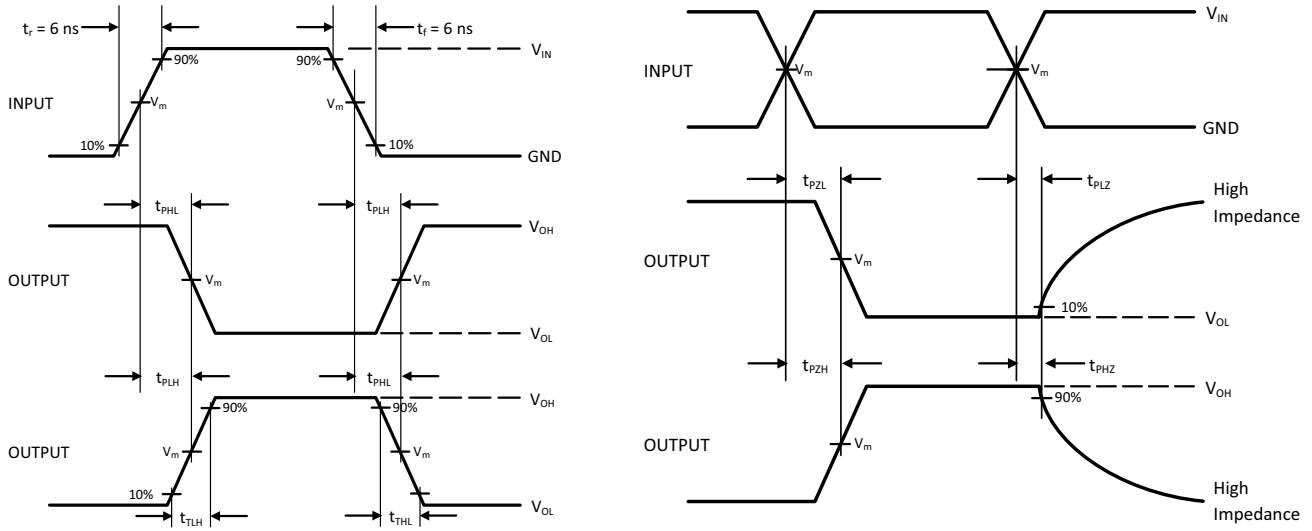 t_r = 6 ns
t_f = 6 ns
90%
90%
V_IN
INPUT
V_m
V_m
10%
10%
GND
t_PHL
t_PLH
V_OH
OUTPUT
V_m
V_m
V_OL
t_PLH
t_PHL
V_OH
90%
90%
OUTPUT
V_m
V_m
10%
V_OL
t_TLH
t_THL
V_IN
INPUT
V_m
V_m
GND
t_PZL
t_PLZ
High
Impedance
OUTPUT
V_m
10%
V_OL
t_PZH
t_PHZ
V_OH
90%
OUTPUT
V_m
High
Impedance